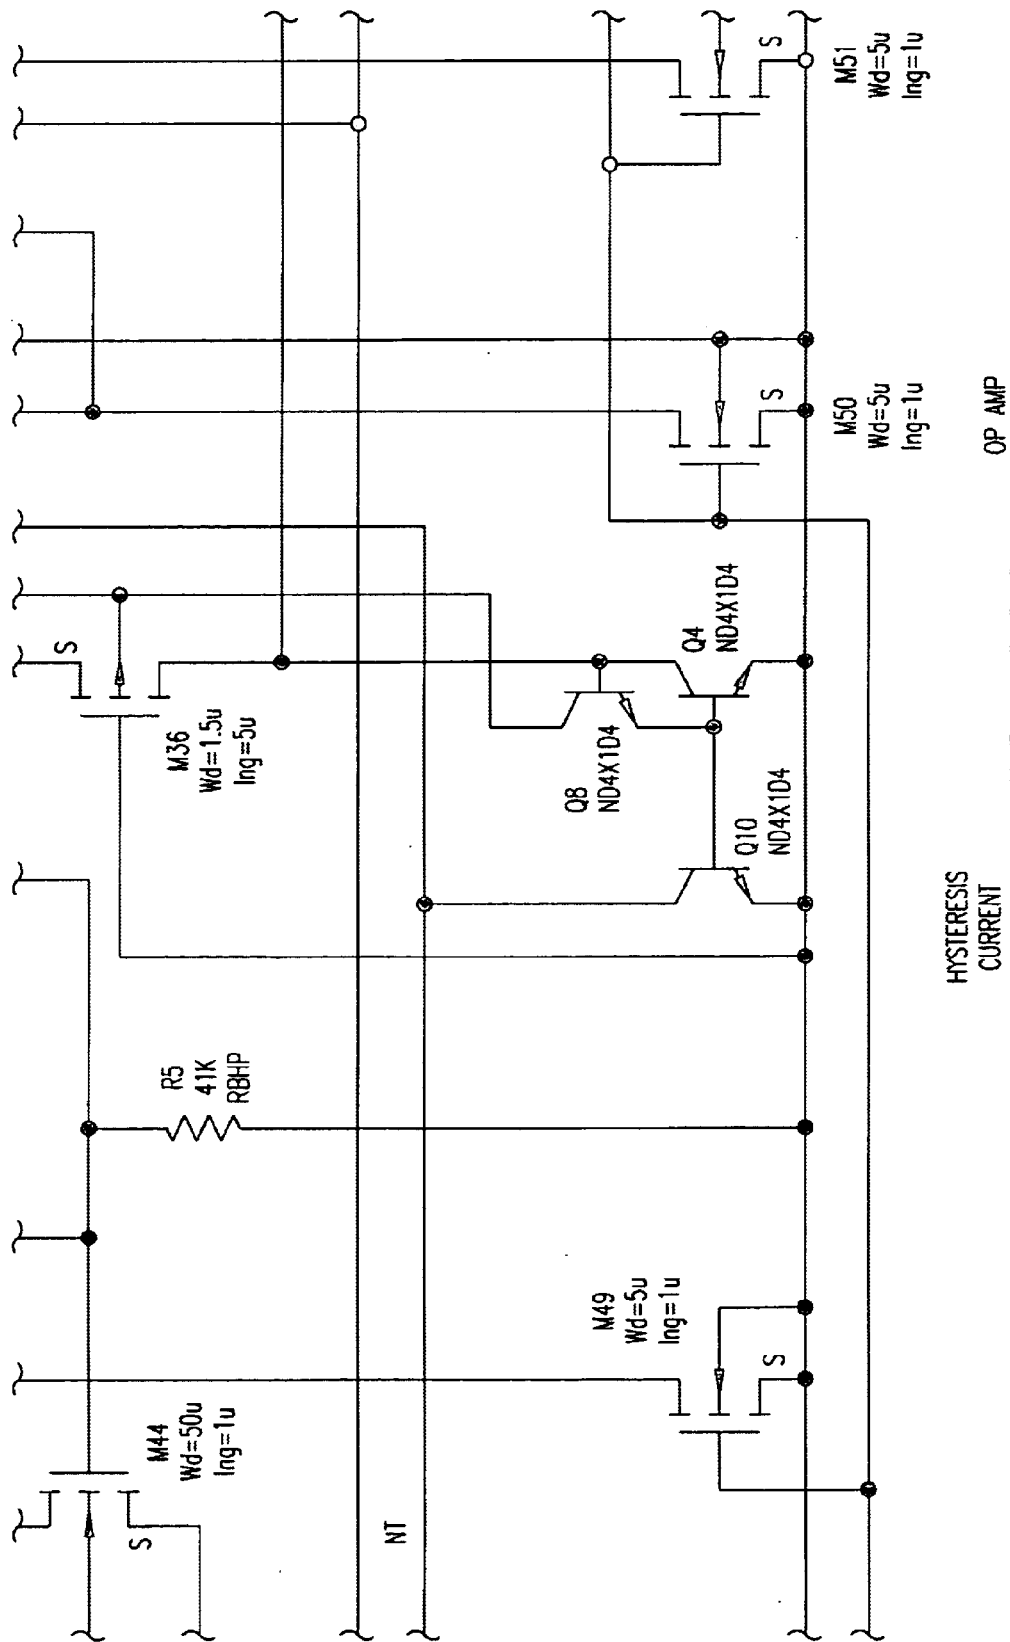 M44
Wd=50u
lng=1u
S
NT
M49
Wd=5u
lng=1u
S
R5
41K
RBHP
M36
Wd=1.5u
lng=5u
S
Q8
ND4X1D4
Q10
ND4X1D4
Q4
ND4X1D4
M50
Wd=5u
lng=1u
S
M51
Wd=5u
lng=1u
S
HYSTERESIS
CURRENT
OP AMP